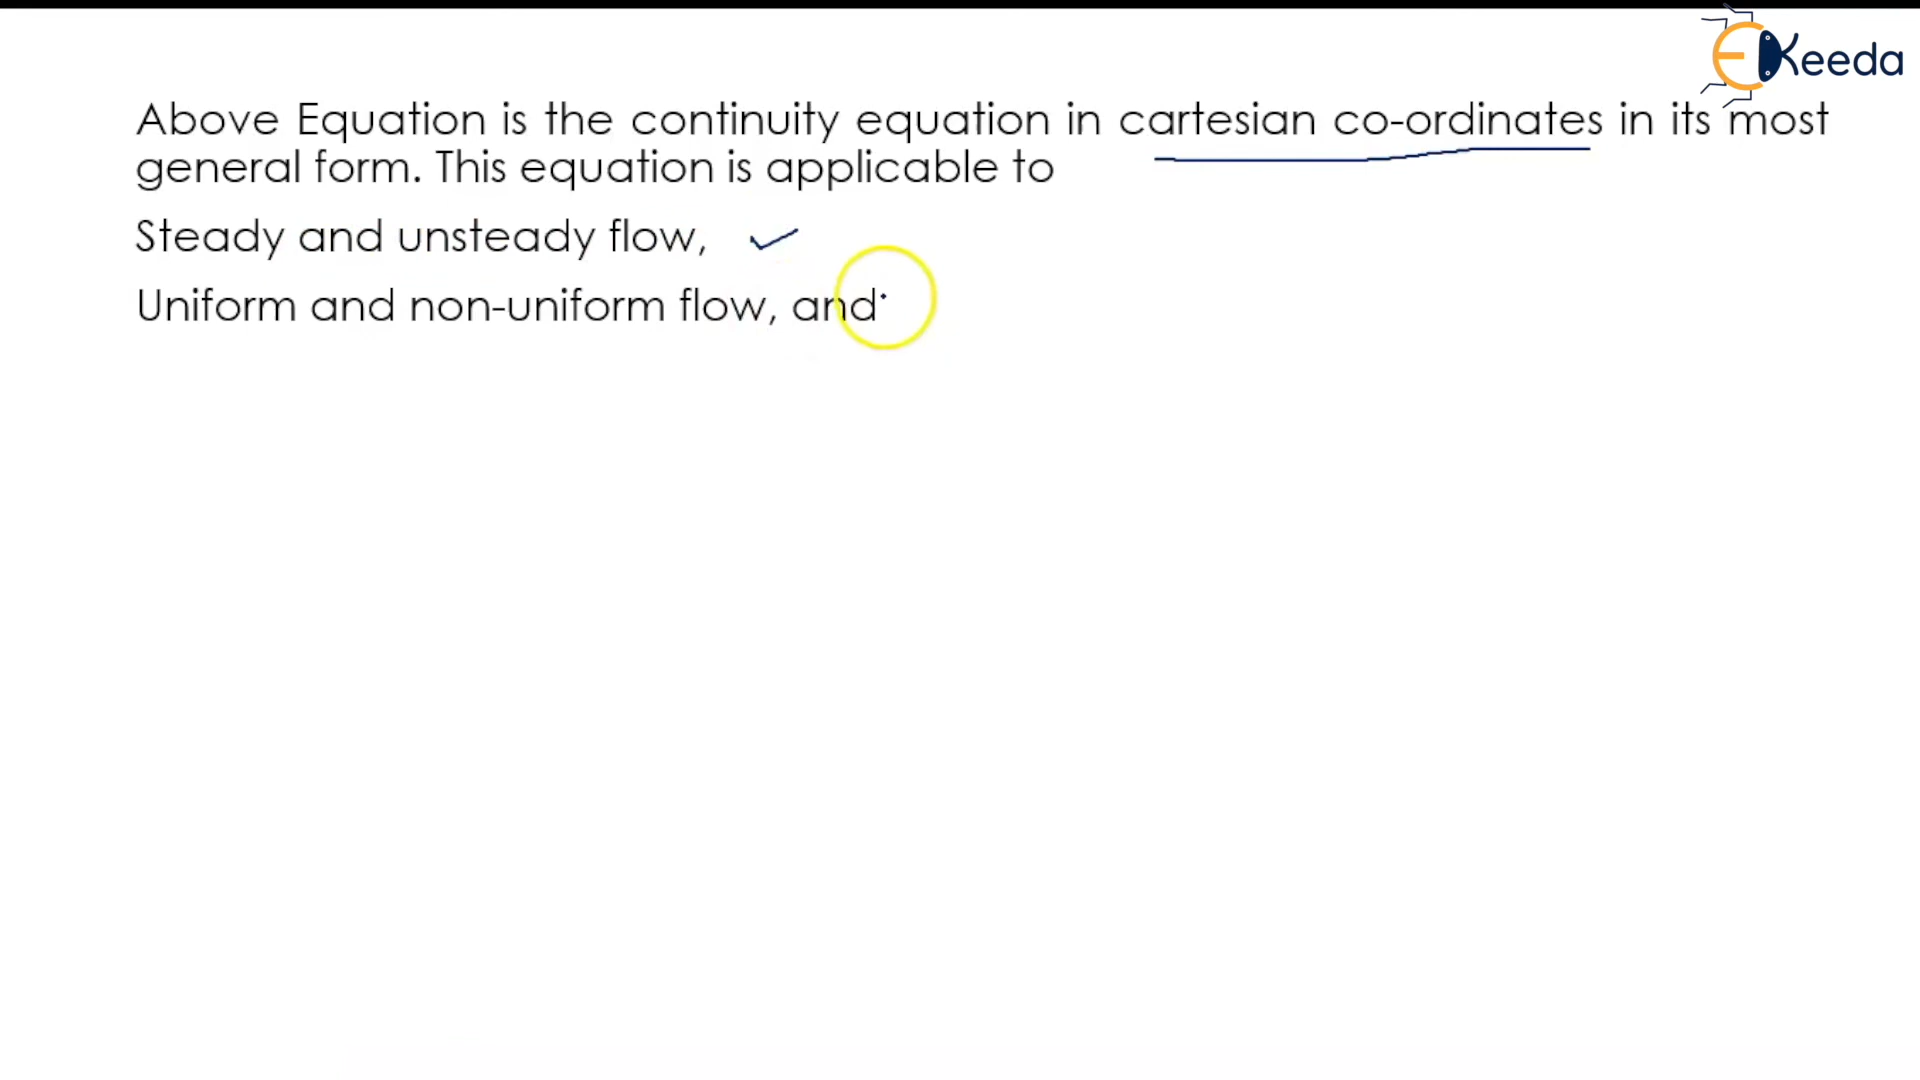 EKeeda
Above Equation is the continuity equation in cartesian co-ordinates in its most
general form. This equation is applicable to
Steady and unsteady flow,
Uniform and non-uniform flow, and